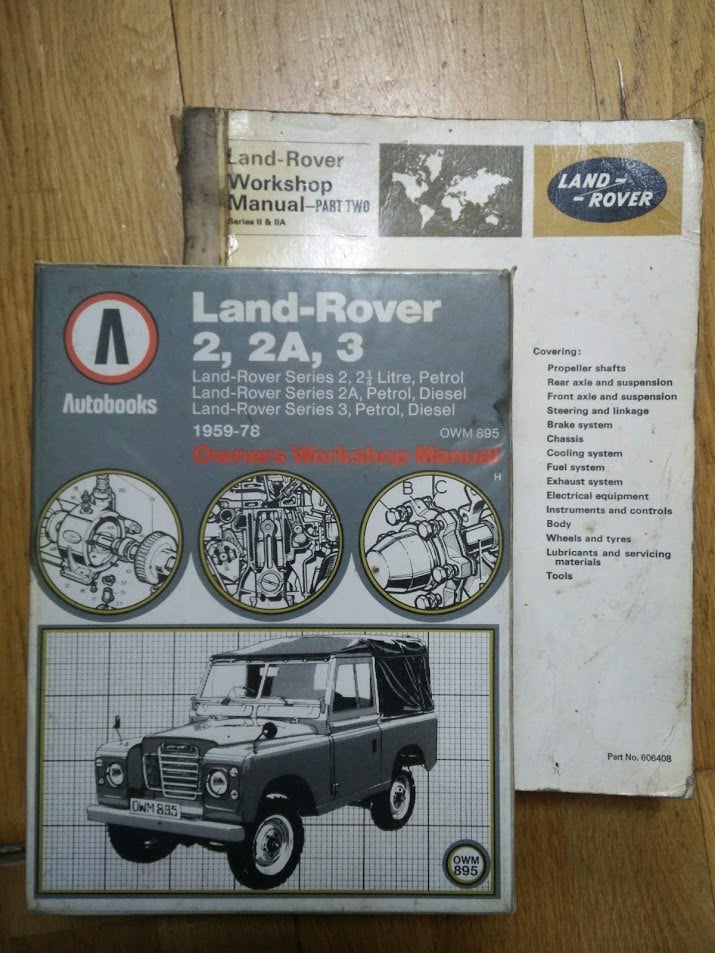 Land-Rover
Workshop
Manual—PART TWO
Series II & IIA
LAND-
-ROVER
Covering:
Propeller shafts
Rear axle and suspension
Front axle and suspension
Steering and linkage
Brake system
Chassis
Cooling system
Fuel system
Exhaust system
Electrical equipment
Instruments and controls
Body
Wheels and tyres
Lubricants and servicing
materials
Tools
Part No. 606408
Autobooks
Land-Rover
2, 2A, 3
Land-Rover Series 2, 2¼ Litre, Petrol
Land-Rover Series 2A, Petrol, Diesel
Land-Rover Series 3, Petrol, Diesel
1959-78
OWM 895
Owners Workshop Manual
H
B C
OWM 895
OWM
895